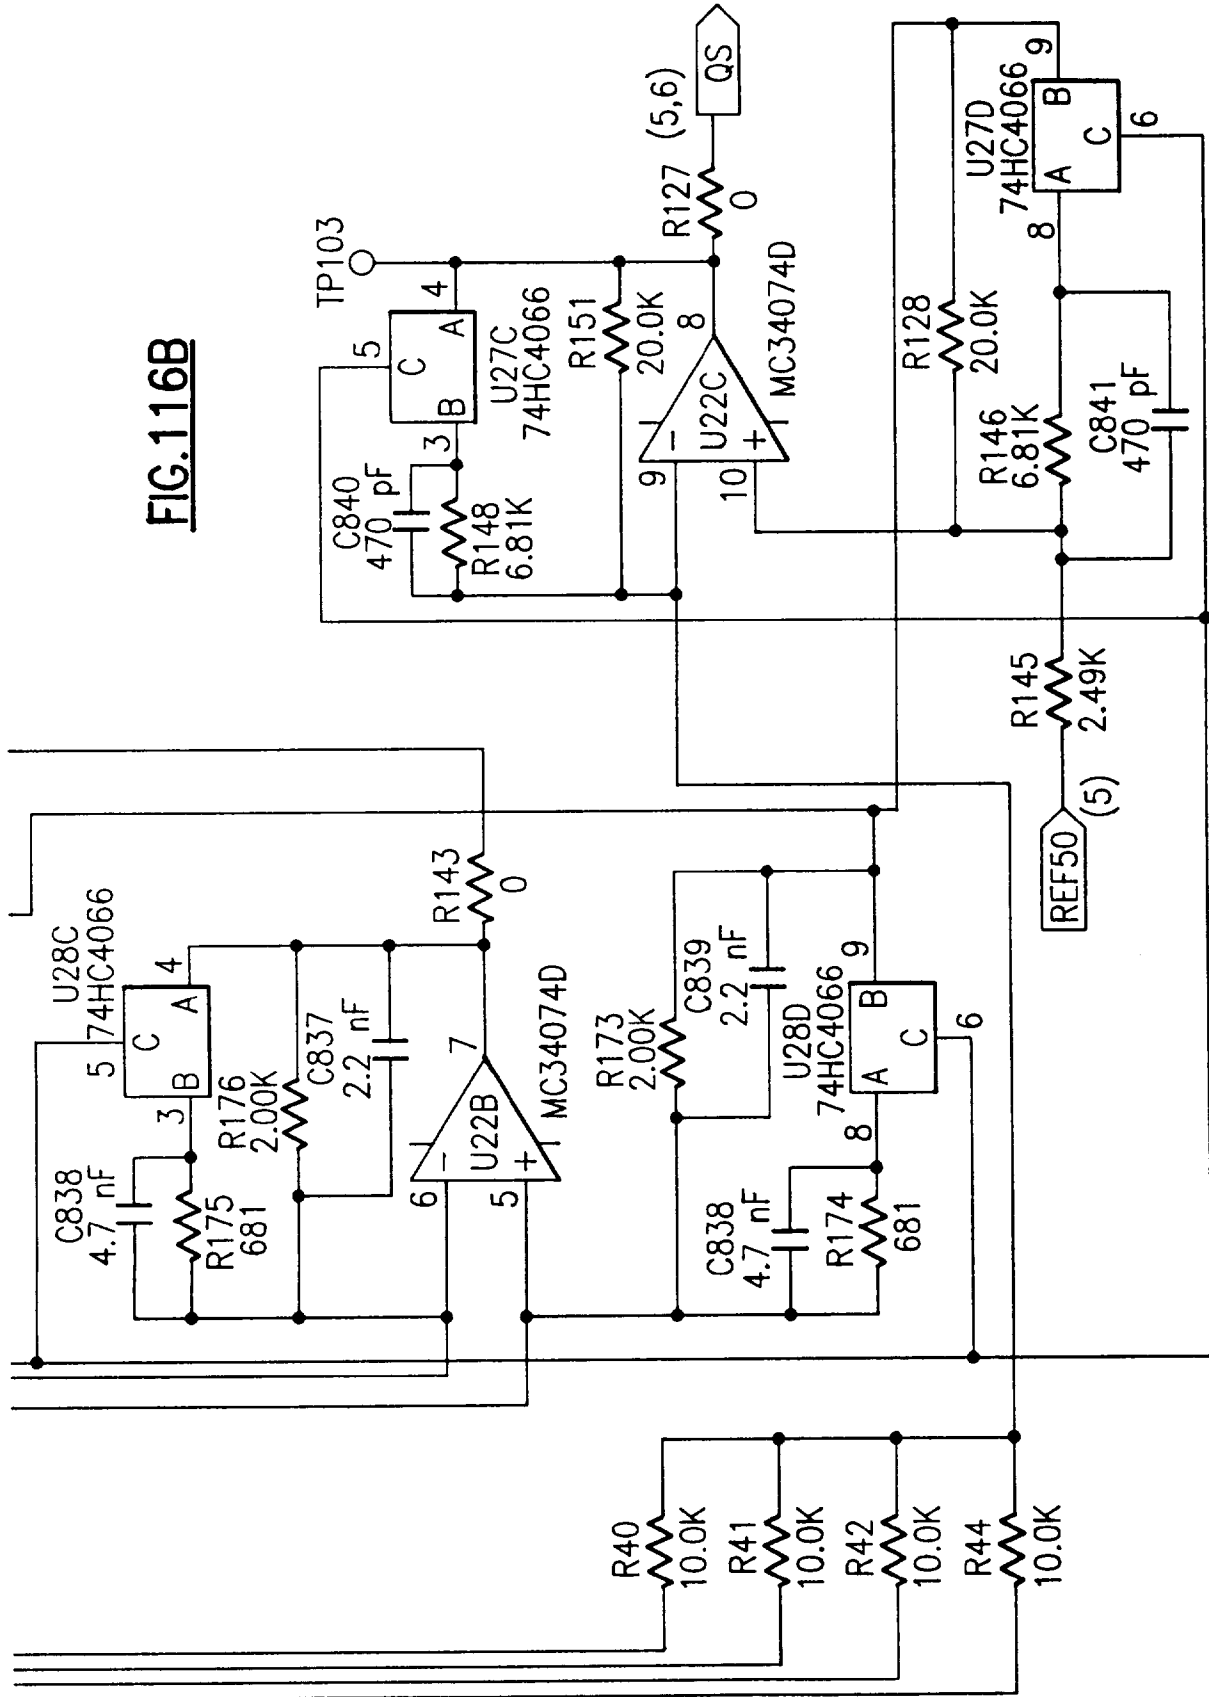 FIG.116B
TP103
5
C
4
A
B
3
U27C
74HC4066
C840
470 pF
R148
6.81K
R151
20.0K
9
-
U22C
+
10
8
MC34074D
R127
0
(5,6)
QS
R128
20.0K
U27D
74HC4066
9
B
C
6
A
8
R146
6.81K
C841
470 pF
R145
2.49K
REF50
(5)
U28C
74HC4066
5
C
4
A
B
3
C838
4.7 nF
R175
681
R176
2.00K
C837
2.2 nF
6
-
U22B
+
5
7
MC34074D
R143
0
R173
2.00K
C839
2.2 nF
U28D
74HC4066
9
B
C
6
A
8
C838
4.7 nF
R174
681
R40
10.0K
R41
10.0K
R42
10.0K
R44
10.0K